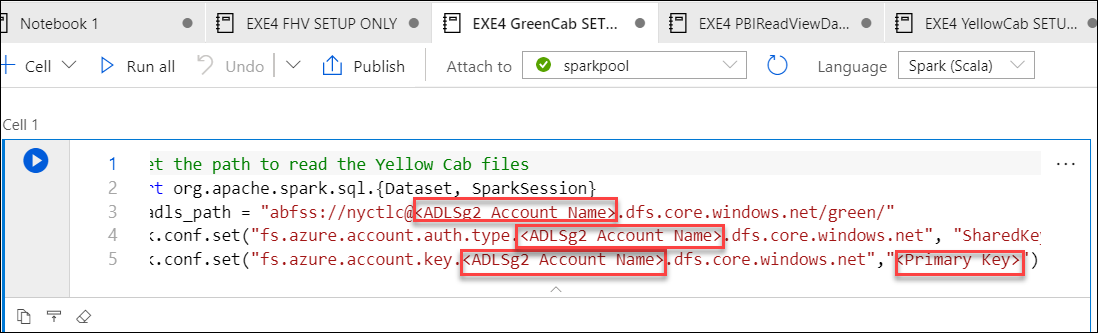 Notebook 1
EXE4 FHV SETUP ONLY
EXE4 GreenCab SET...
EXE4 PBIReadViewDa...
EXE4 YellowCab SETU...
Cell
Run all
Undo
Publish
Attach to
sparkpool
Language
Spark (Scala)
Cell 1
1 et the path to read the Yellow Cab files
2 rt org.apache.spark.sql.{Dataset, SparkSession}
3 adls_path = "abfss://nyctlc@<ADLSg2 Account Name>.dfs.core.windows.net/green/"
4 k.conf.set("fs.azure.account.auth.type.<ADLSg2 Account Name>.dfs.core.windows.net", "SharedKey
5 k.conf.set("fs.azure.account.key.<ADLSg2 Account Name>.dfs.core.windows.net","<Primary Key>")